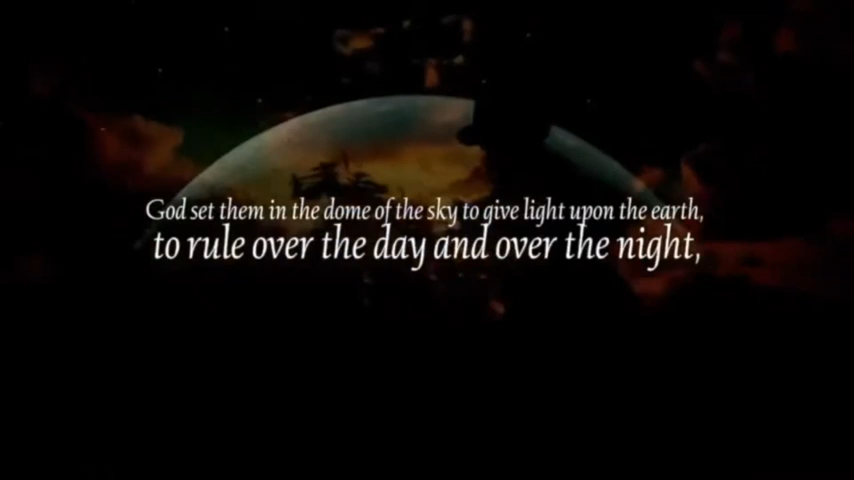 God set them in the dome of the sky to give light upon the earth,
to rule over the day and over the night,